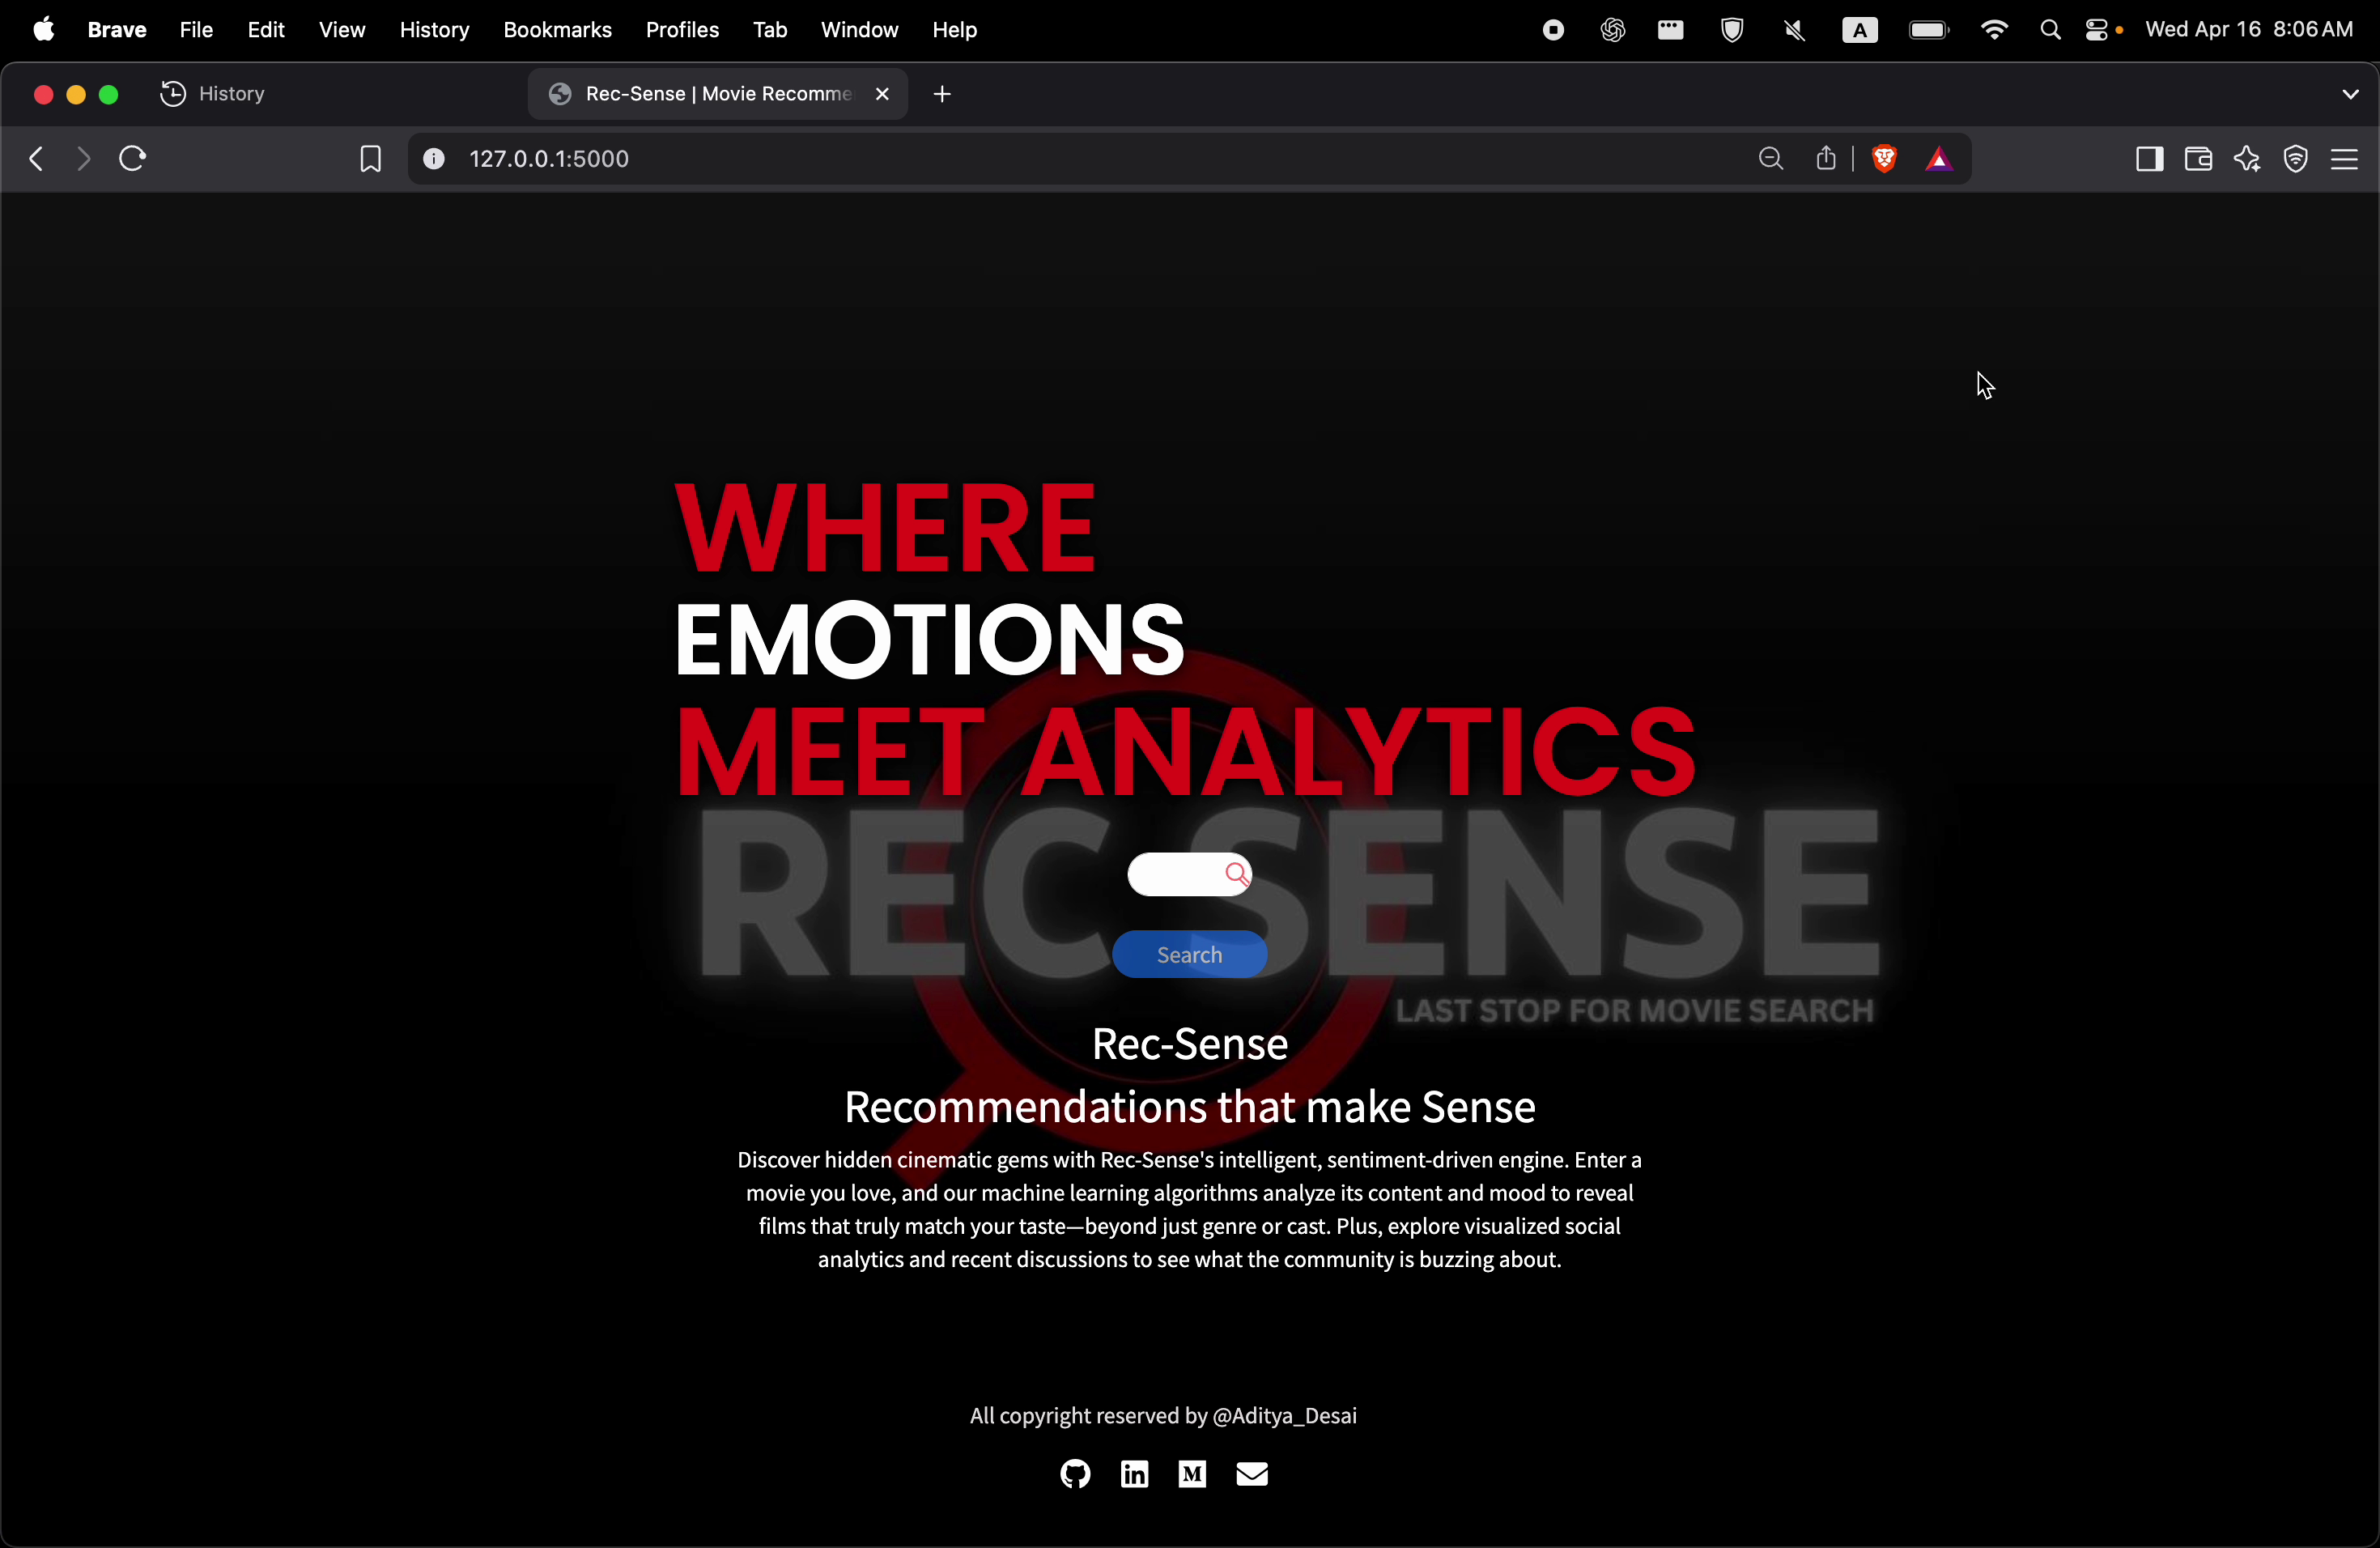 Brave File Edit View History Bookmarks Profiles Tab Window Help A Wed Apr 16 8:06 AM
History Rec-Sense | Movie Recomme
127.0.0.1:5000
WHERE
EMOTIONS
MEET ANALYTICS
REC SENSE
Search
LAST STOP FOR MOVIE SEARCH
Rec-Sense
Recommendations that make Sense
Discover hidden cinematic gems with Rec-Sense's intelligent, sentiment-driven engine. Enter a
movie you love, and our machine learning algorithms analyze its content and mood to reveal
films that truly match your taste—beyond just genre or cast. Plus, explore visualized social
analytics and recent discussions to see what the community is buzzing about.
All copyright reserved by @Aditya_Desai
in M